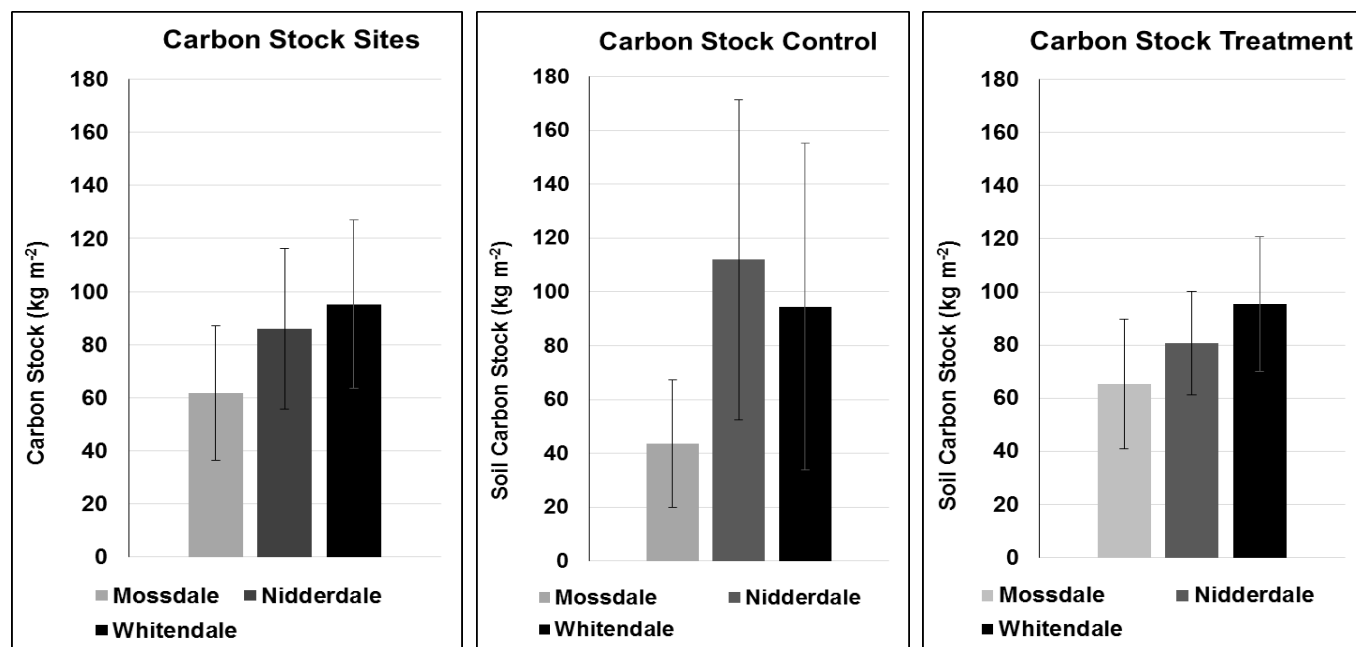 Carbon Stock Sites
180
160
140
120
100
80
60
40
20
0
Carbon Stock (kg m-2)
Mossdale Nidderdale
Whitendale
Carbon Stock Control
180
160
140
120
100
80
60
40
20
0
Soil Carbon Stock (kg m-2)
Mossdale Nidderdale
Whitendale
Carbon Stock Treatment
180
160
140
120
100
80
60
40
20
0
Soil Carbon Stock (kg m-2)
Mossdale Nidderdale
Whitendale